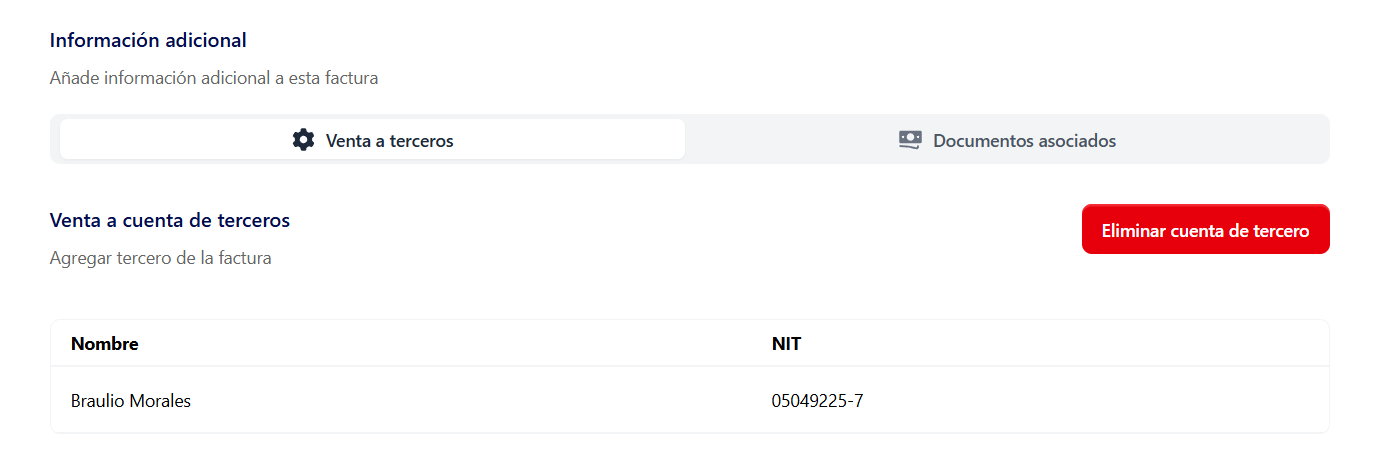 Información adicional
Añade información adicional a esta factura
Venta a terceros
Documentos asociados
Venta a cuenta de terceros
Eliminar cuenta de tercero
Agregar tercero de la factura
Nombre NIT
Braulio Morales 05049225-7